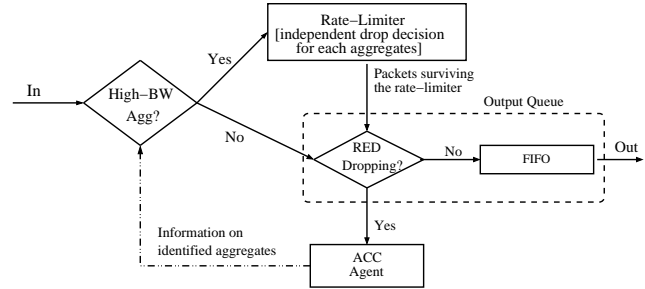 Rate−Limiter
[independent drop decision
for each aggregates]
Yes
Packets surviving
the rate−limiter
In
High−BW
Agg?
Output Queue
No
RED
Dropping?
No
FIFO
Out
Yes
Information on
identified aggregates
ACC
Agent